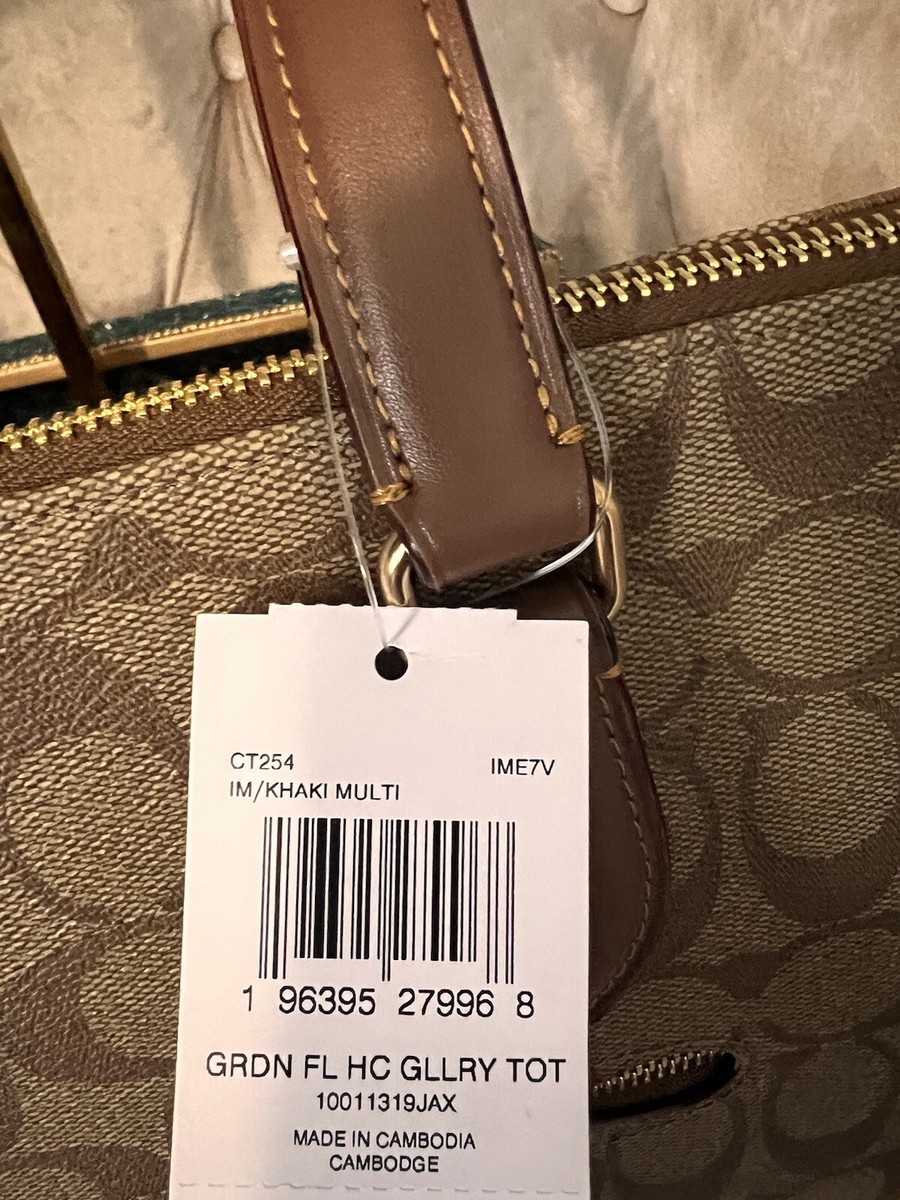 CT254 IME7V
IM/KHAKI MULTI
1 96395 27996 8
GRDN FL HC GLLRY TOT
10011319JAX
MADE IN CAMBODIA
CAMBODGE